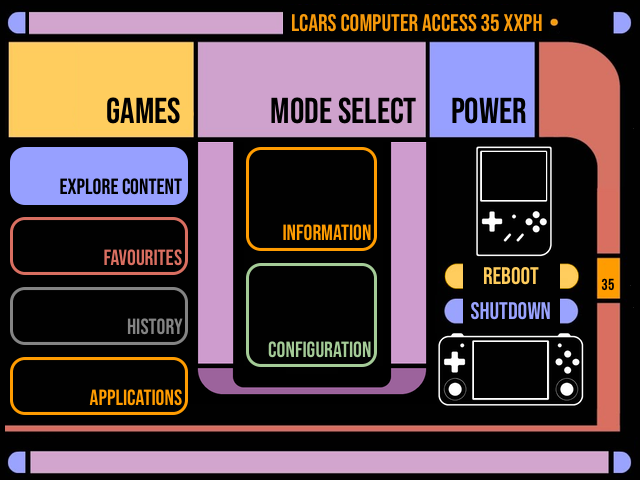 LCARS COMPUTER ACCESS 35 XXPH •
GAMES
MODE SELECT
POWER
EXPLORE CONTENT
FAVOURITES
HISTORY
APPLICATIONS
INFORMATION
CONFIGURATION
REBOOT
SHUTDOWN
35